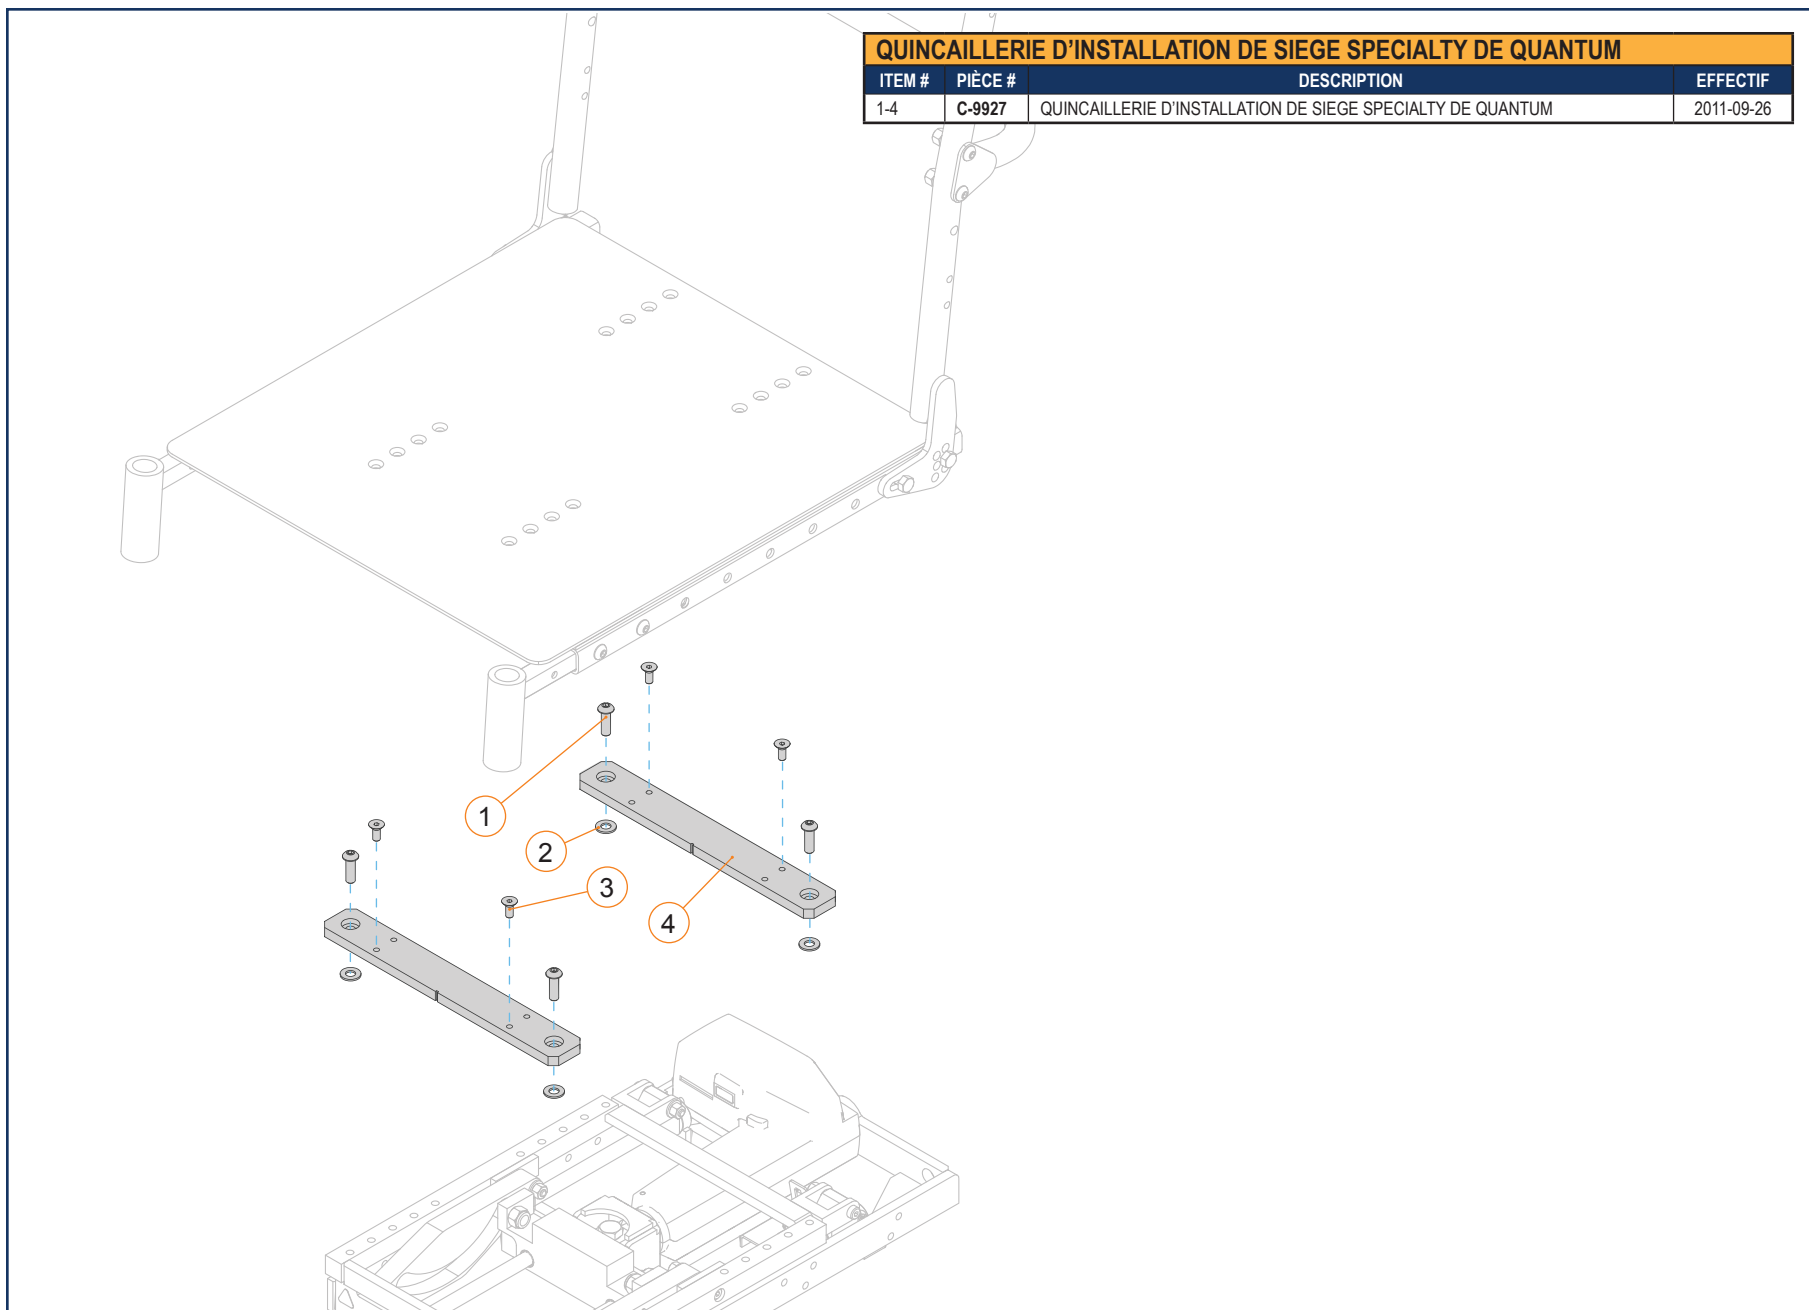 QUINCAILLERIE D’INSTALLATION DE SIEGE SPECIALTY DE QUANTUM
ITEM # PIÈCE # DESCRIPTION EFFECTIF
1-4 C-9927 QUINCAILLERIE D’INSTALLATION DE SIEGE SPECIALTY DE QUANTUM 2011-09-26
1
2
3
4